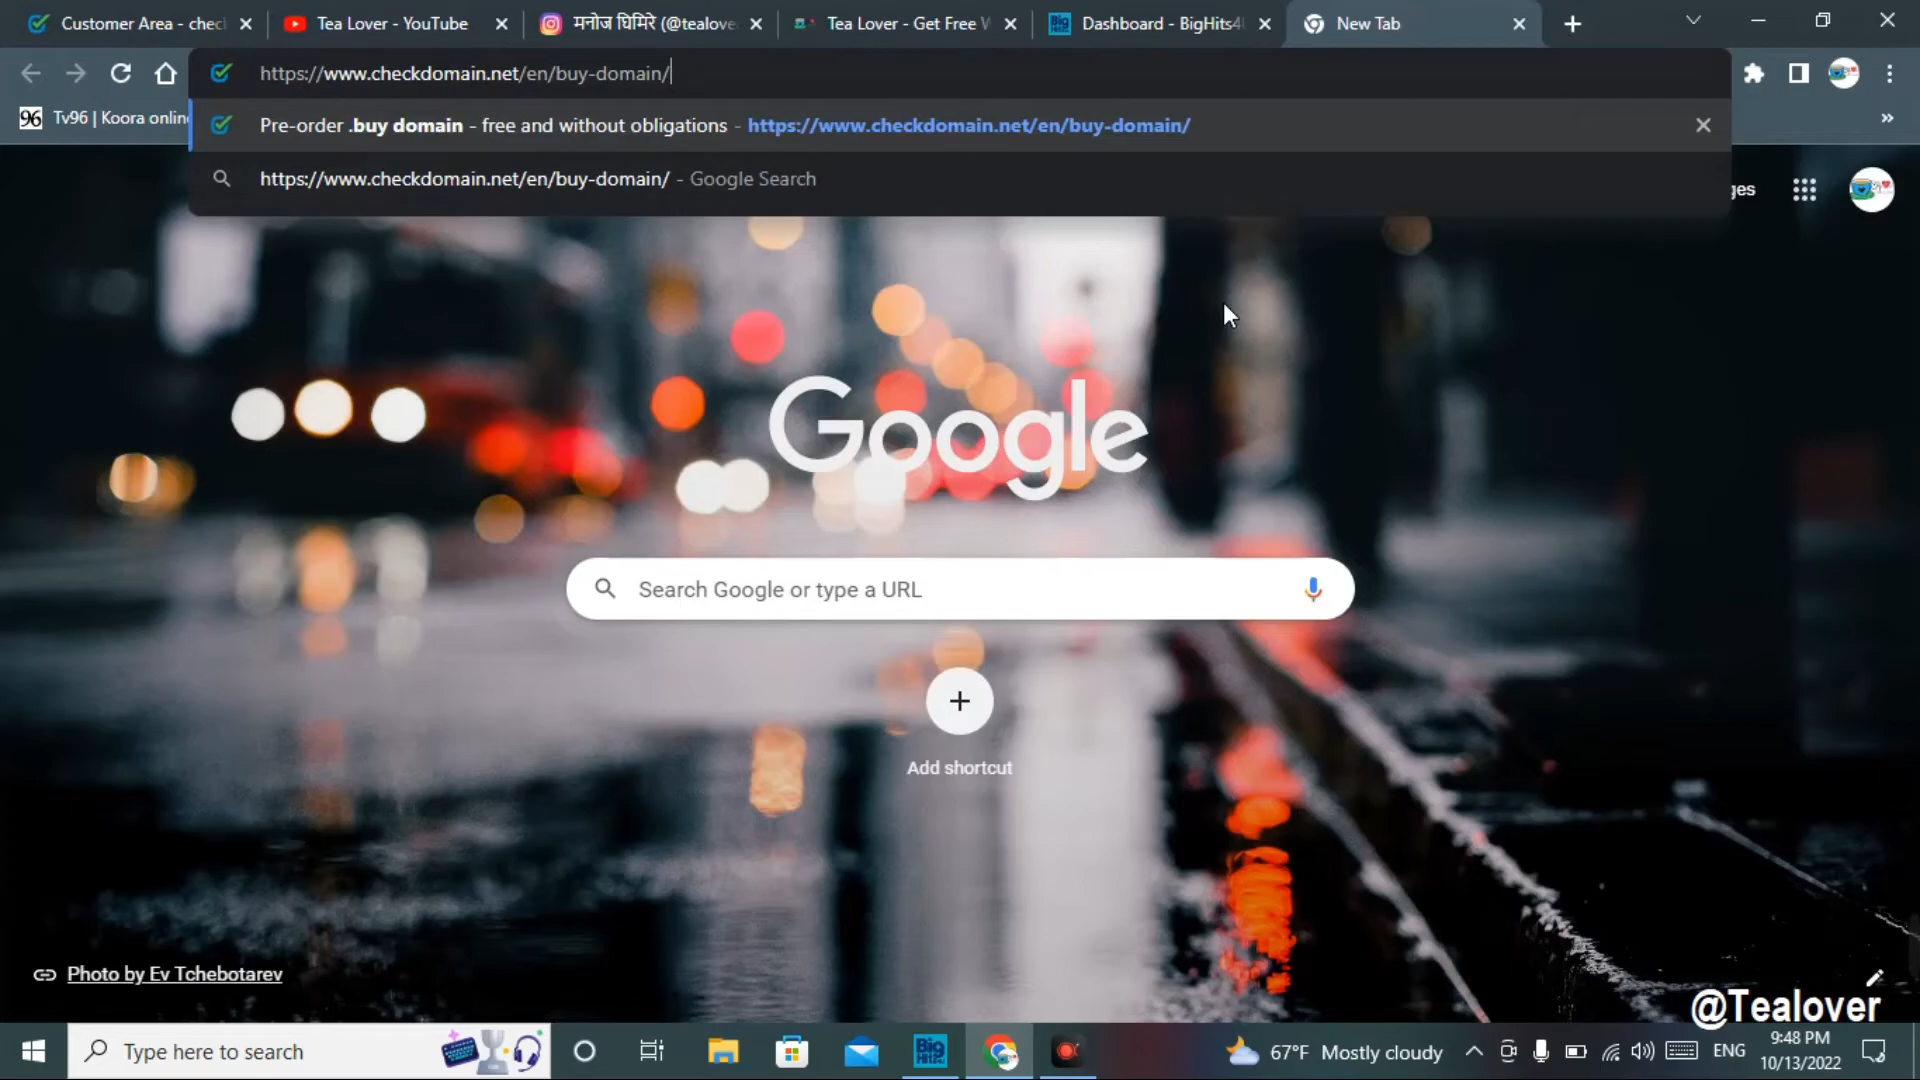 Customer Area - chec
Tea Lover - YouTube
मनोज घिमिरे (@tealove
Tea Lover - Get Free V
Dashboard - BigHits4
New Tab
https://www.checkdomain.net/en/buy-domain/
96 Tv96 | Koora onlin
Pre-order .buy domain - free and without obligations - https://www.checkdomain.net/en/buy-domain/
https://www.checkdomain.net/en/buy-domain/ - Google Search
ges
Google
Search Google or type a URL
Add shortcut
Photo by Ev Tchebotarev
@Tealover
Type here to search
Big
67°F Mostly cloudy
ENG
9:48 PM
10/13/2022